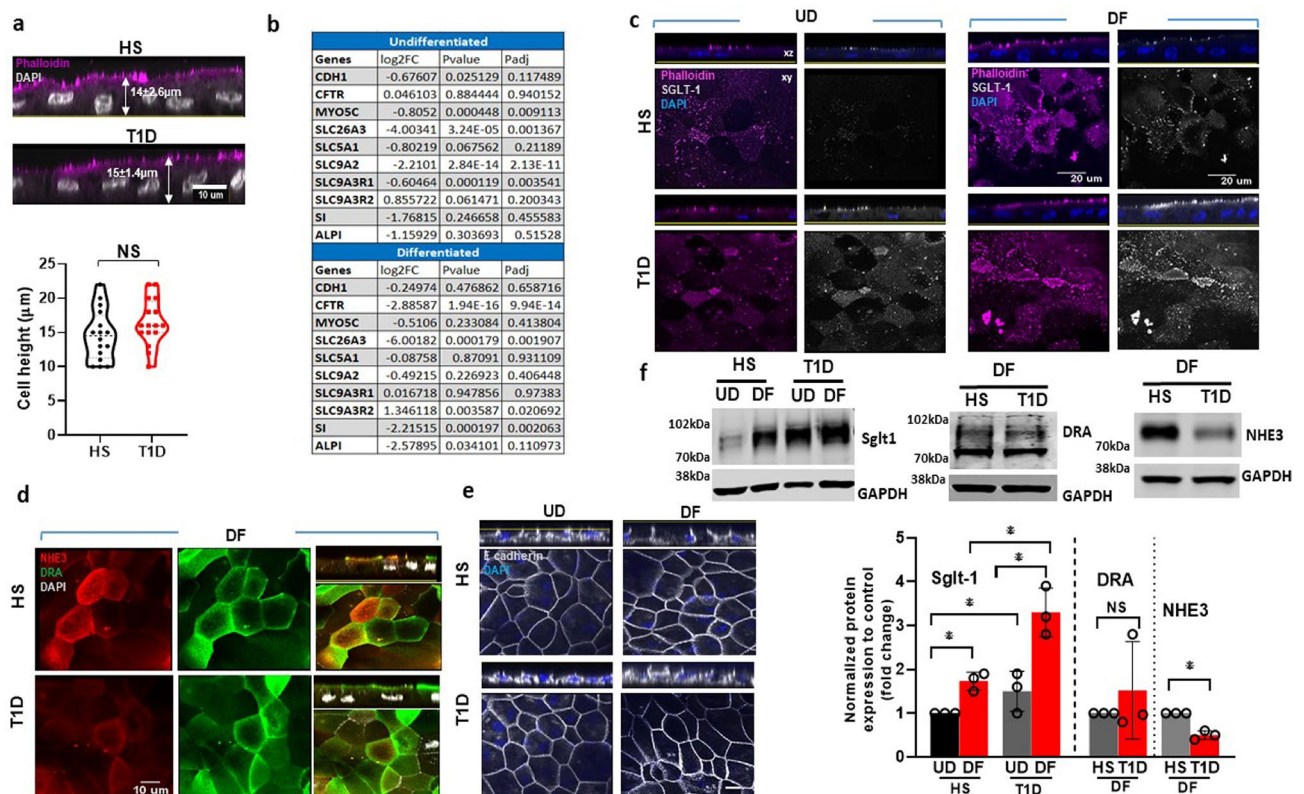 a
HS
Phalloidin
DAPI
14±2.6µm
T1D
15±1.4µm
10 µm
NS
Cell height (µm)
25
20
15
10
5
0
HS T1D
b
Undifferentiated
Genes log2FC Pvalue Padj
CDH1 -0.67607 0.025129 0.117489
CFTR 0.046103 0.884444 0.940152
MYO5C -0.8052 0.000448 0.009113
SLC26A3 -4.00341 3.24E-05 0.001367
SLC5A1 -0.80219 0.067562 0.21189
SLC9A2 -2.2101 2.84E-14 2.13E-11
SLC9A3R1 -0.60464 0.000119 0.003541
SLC9A3R2 0.855722 0.061471 0.200343
SI -1.76815 0.246658 0.455583
ALPI -1.15929 0.303693 0.51528
Differentiated
Genes log2FC Pvalue Padj
CDH1 -0.24974 0.476862 0.658716
CFTR -2.88587 1.94E-16 9.94E-14
MYO5C -0.5106 0.233084 0.413804
SLC26A3 -6.00182 0.000179 0.001907
SLC5A1 -0.08758 0.87091 0.931109
SLC9A2 -0.49215 0.226923 0.406448
SLC9A3R1 0.016718 0.947856 0.97383
SLC9A3R2 1.346118 0.003587 0.020692
SI -2.21515 0.000197 0.002063
ALPI -2.57895 0.034101 0.110973
c
UD DF
xz
HS
Phalloidin
SGLT-1
DAPI
xy
Phalloidin
SGLT-1
DAPI
20 um
20 um
T1D
d
DF
HS
NHE3
DRA
DAPI
T1D
10 µm
e
UD DF
HS
E cadherin
DAPI
T1D
f
HS T1D
UD DF UD DF
102kDa
70kDa
Sglt1
38kDa
GAPDH
DF
HS T1D
102kDa
70kDa
DRA
38kDa
GAPDH
DF
HS T1D
70kDa
NHE3
38kDa
GAPDH
Normalized protein
expression to control
(fold change)
5
4
3
2
1
0
Sglt-1
*
*
*
*
DRA
NS
NHE3
*
UD DF UD DF HS T1D HS T1D
HS T1D DF DF